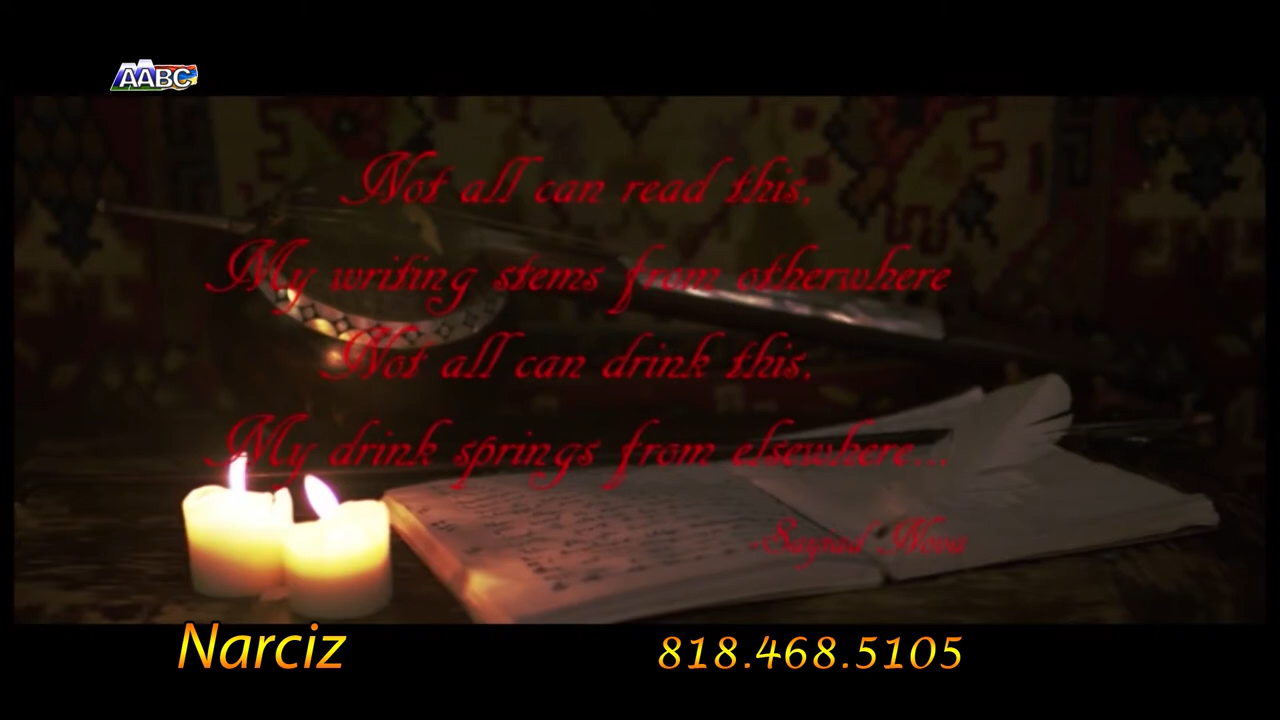 AABC
Not all can read this,
My writing stems from otherwhere
Not all can drink this,
My drink springs from elsewhere...
-Sayad Nova
Narciz
818.468.5105